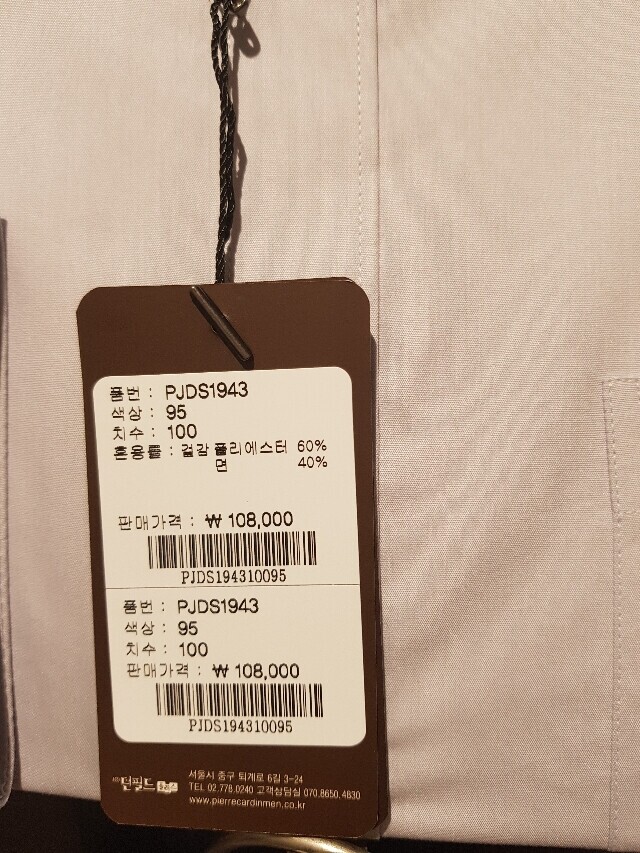 품번 : PJDS1943
색상 : 95
치수 : 100
혼용률 : 겉감 폴리에스터 60%
면 40%
판매가격 : ₩ 108,000
PJDS194310095
품번 : PJDS1943
색상 : 95
치수 : 100
판매가격 : ₩ 108,000
PJDS194310095
서울시 중구 퇴계로 6길 3-24
던필드
TEL 02.778.0240 고객상담실 070.8650.4830
www.pierrecardinmen.co.kr